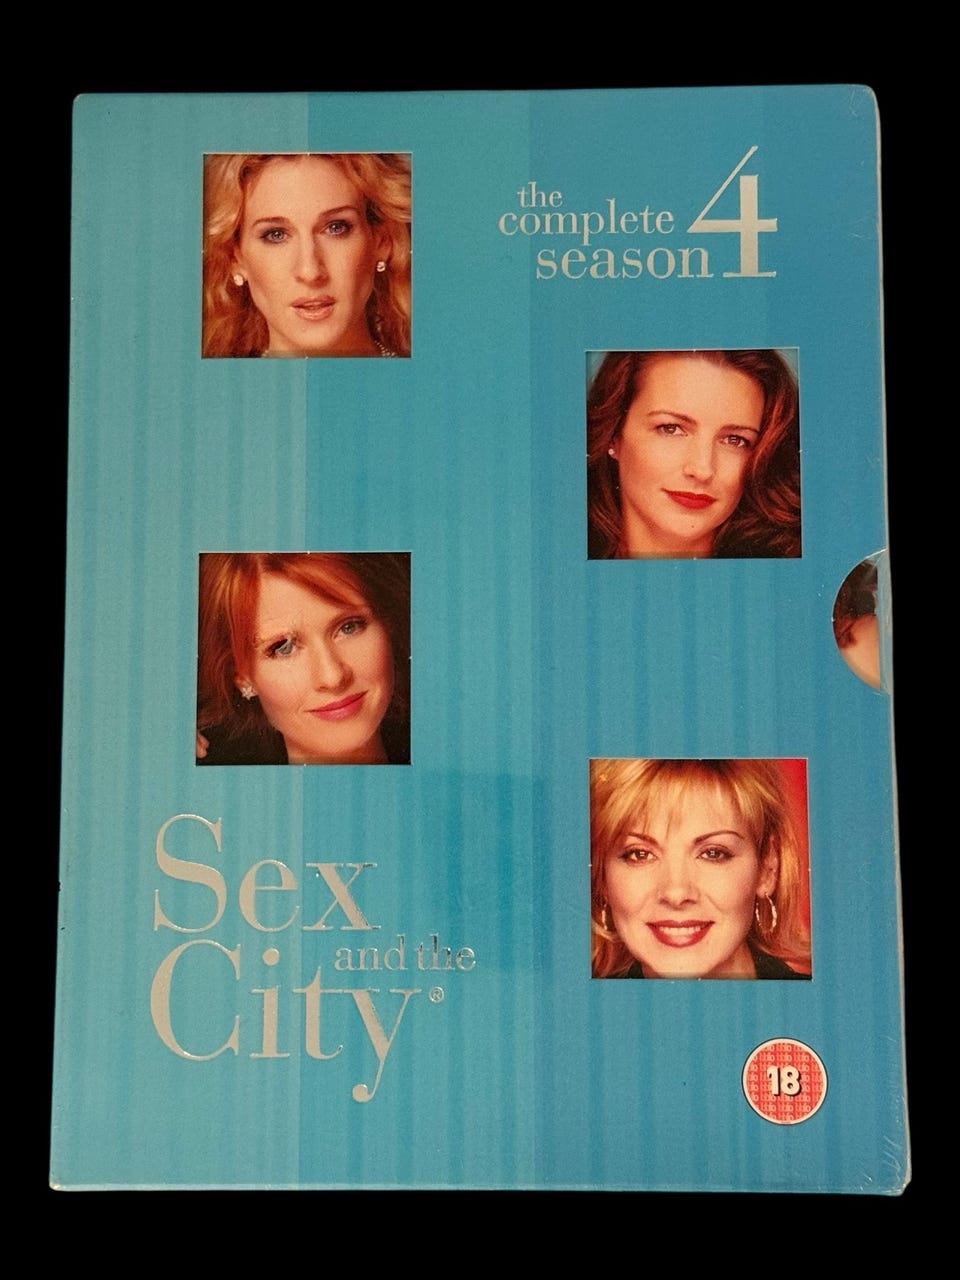 the
complete
season 4
Sex
and the
City®
18